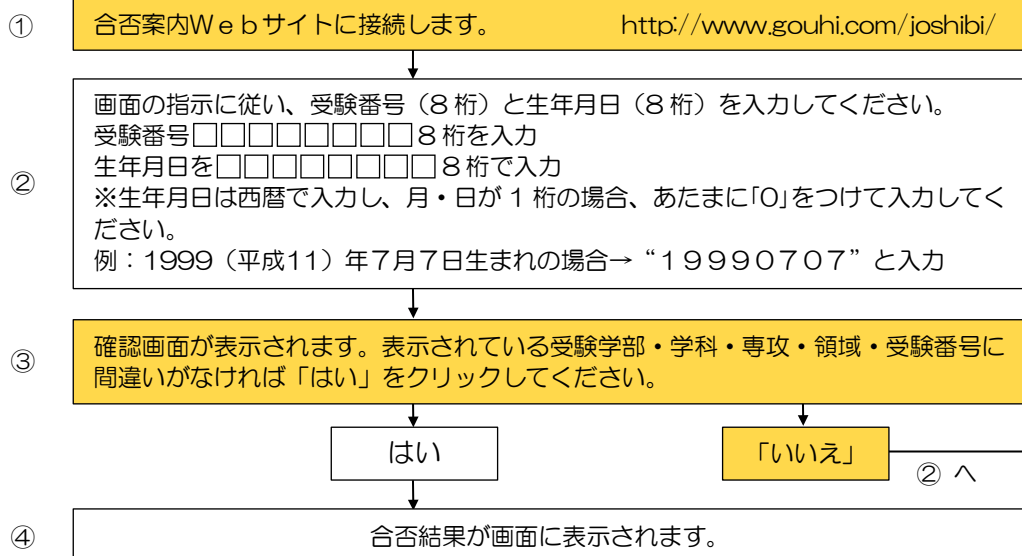 ① 合否案内Ｗｅｂサイトに接続します。 http://www.gouhi.com/joshibi/
画面の指示に従い、受験番号（８桁）と生年月日（８桁）を入力してください。
受験番号□□□□□□□□８桁を入力
生年月日を□□□□□□□□８桁で入力
②
※生年月日は西暦で入力し、月・日が１桁の場合、あたまに「０」をつけて入力してく
ださい。
例：1999（平成11）年７月７日生まれの場合→“１９９９０７０７”と入力
③
確認画面が表示されます。表示されている受験学部・学科・専攻・領域・受験番号に
間違いがなければ「はい」をクリックしてください。
はい 「いいえ」
② へ
④ 合否結果が画面に表示されます。